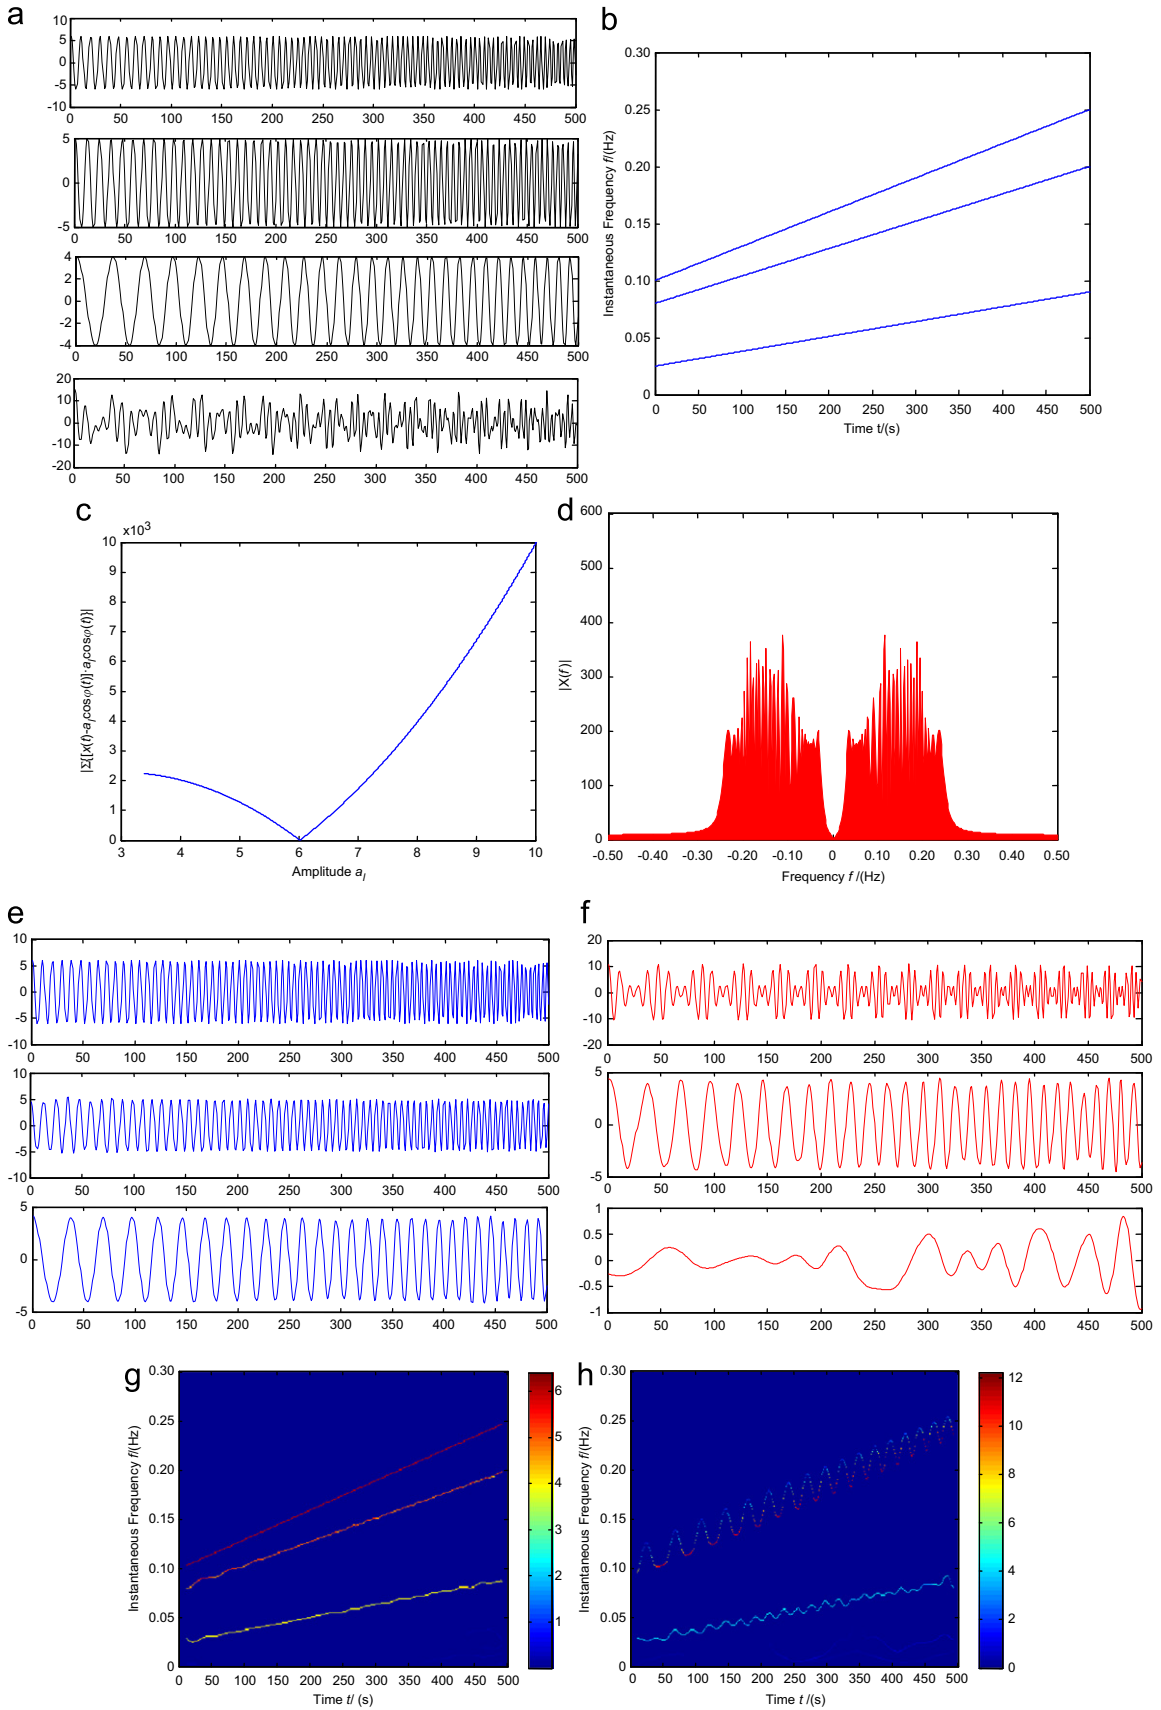 a
10
5
0
-5
-10
0 50 100 150 200 250 300 350 400 450 500
5
0
-5
0 50 100 150 200 250 300 350 400 450 500
4
2
0
-2
-4
0 50 100 150 200 250 300 350 400 450 500
20
10
0
-10
-20
0 50 100 150 200 250 300 350 400 450 500
b
0.30
0.25
0.20
0.15
0.10
0.05
0
Instantaneous Frequency f/(Hz)
0 50 100 150 200 250 300 350 400 450 500
Time t/(s)
c
x10³
10
9
8
7
6
5
4
3
2
1
0
|Σ{[x(t)-a_l cosφ(t)]·a_l cosφ(t)}|
3 4 5 6 7 8 9 10
Amplitude a_l
d
600
500
400
300
200
100
0
|X(f)|
-0.50 -0.40 -0.30 -0.20 -0.10 0 0.10 0.20 0.30 0.40 0.50
Frequency f /(Hz)
e
10
5
0
-5
-10
0 50 100 150 200 250 300 350 400 450 500
10
5
0
-5
-10
0 50 100 150 200 250 300 350 400 450 500
5
0
-5
0 50 100 150 200 250 300 350 400 450 500
f
20
10
0
-10
-20
0 50 100 150 200 250 300 350 400 450 500
5
0
-5
0 50 100 150 200 250 300 350 400 450 500
1
0.5
0
-0.5
-1
0 50 100 150 200 250 300 350 400 450 500
g
0.30
0.25
0.20
0.15
0.10
0.05
0
Instantaneous Frequency f/(Hz)
0 50 100 150 200 250 300 350 400 450 500
Time t/ (s)
6
5
4
3
2
1
h
0.30
0.25
0.20
0.15
0.10
0.05
0
Instantaneous Frequency f/(Hz)
0 50 100 150 200 250 300 350 400 450 500
Time t /(s)
12
10
8
6
4
2
0